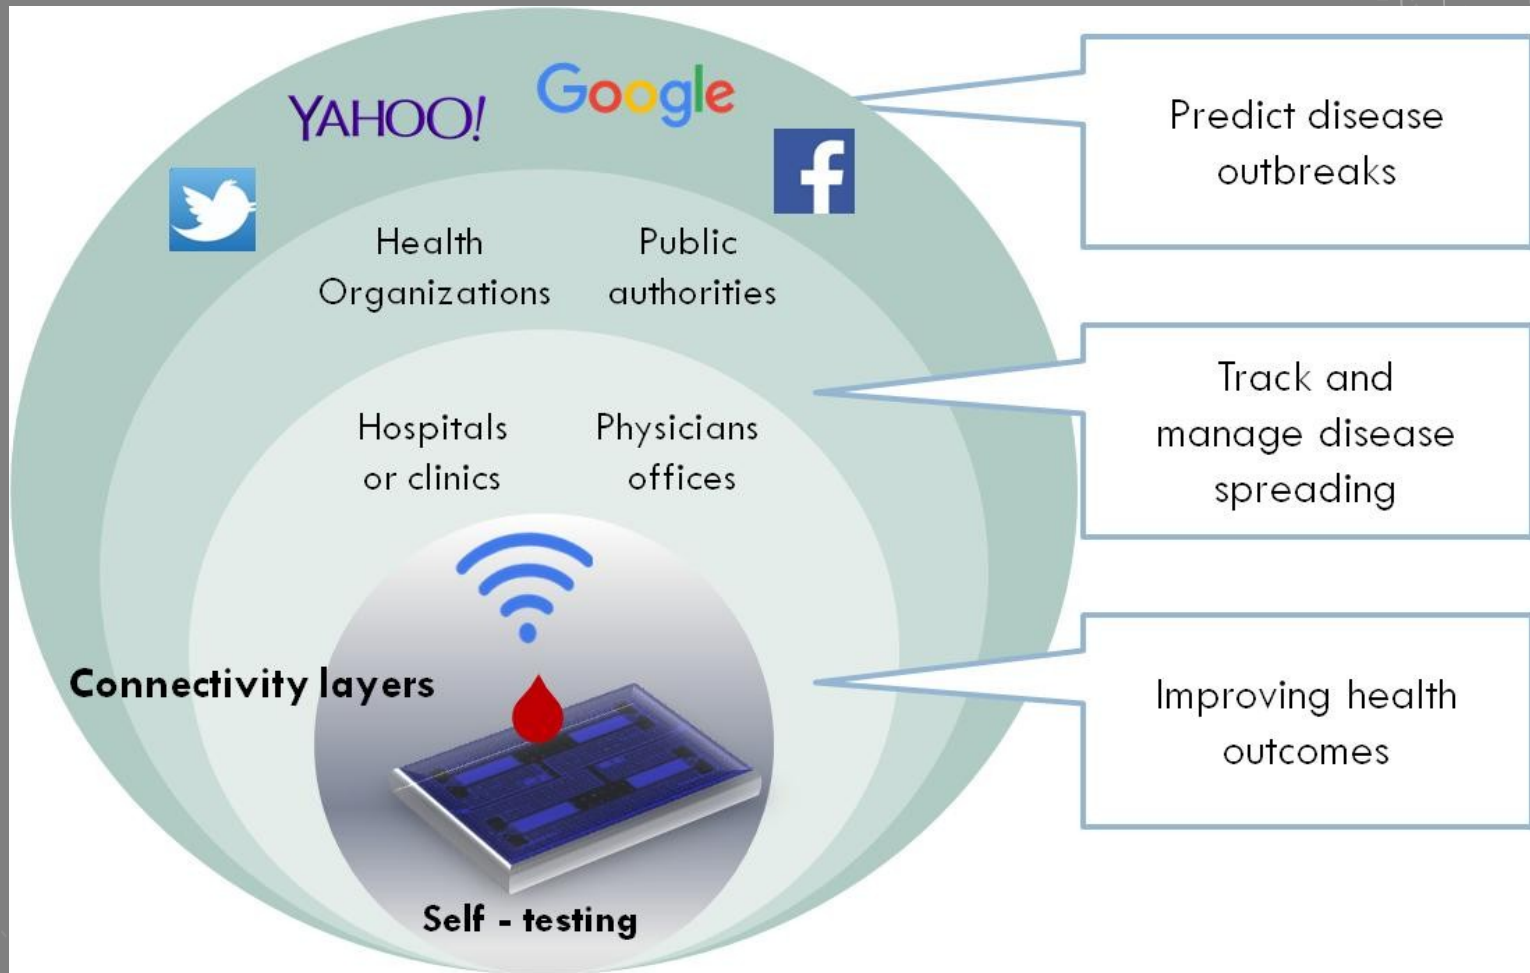 YAHOO!
Google
Predict disease
outbreaks
Health
Organizations
Public
authorities
Track and
manage disease
spreading
Hospitals
or clinics
Physicians
offices
Connectivity layers
Improving health
outcomes
Self - testing